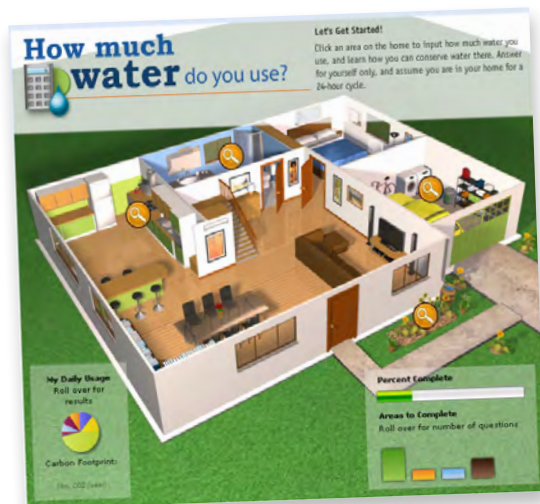 How much
water do you use?
Let's Get Started!
Click an area on the home to input how much water you
use, and learn how you can conserve water there. Answer
for yourself only, and assume you are in your home for a
24-hour cycle.
My Daily Usage
Roll over for
results
Carbon Footprint:
Percent Complete
Areas to Complete
Roll over for number of questions